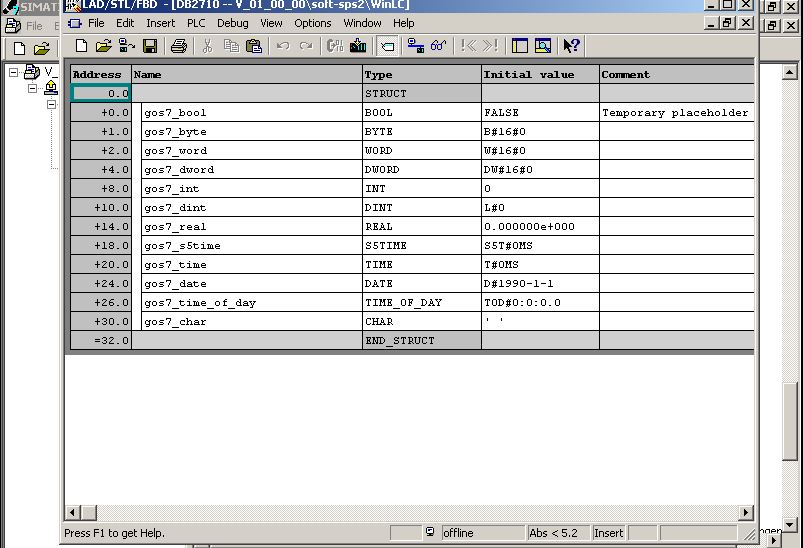 SIMAT
LAD/STL/FBD - [DB2710 -- V_01_00_00\soft-sps2\WinLC]
File
File Edit Insert PLC Debug View Options Window Help
V_
Address Name Type Initial value Comment
0.0 STRUCT
+0.0 gos7_bool BOOL FALSE Temporary placeholder
+1.0 gos7_byte BYTE B#16#0
+2.0 gos7_word WORD W#16#0
+4.0 gos7_dword DWORD DW#16#0
+8.0 gos7_int INT 0
+10.0 gos7_dint DINT L#0
+14.0 gos7_real REAL 0.000000e+000
+18.0 gos7_s5time S5TIME S5T#0MS
+20.0 gos7_time TIME T#0MS
+24.0 gos7_date DATE D#1990-1-1
+26.0 gos7_time_of_day TIME_OF_DAY TOD#0:0:0.0
+30.0 gos7_char CHAR ' '
=32.0 END_STRUCT
Press F1 to get Help. offline Abs < 5.2 Insert